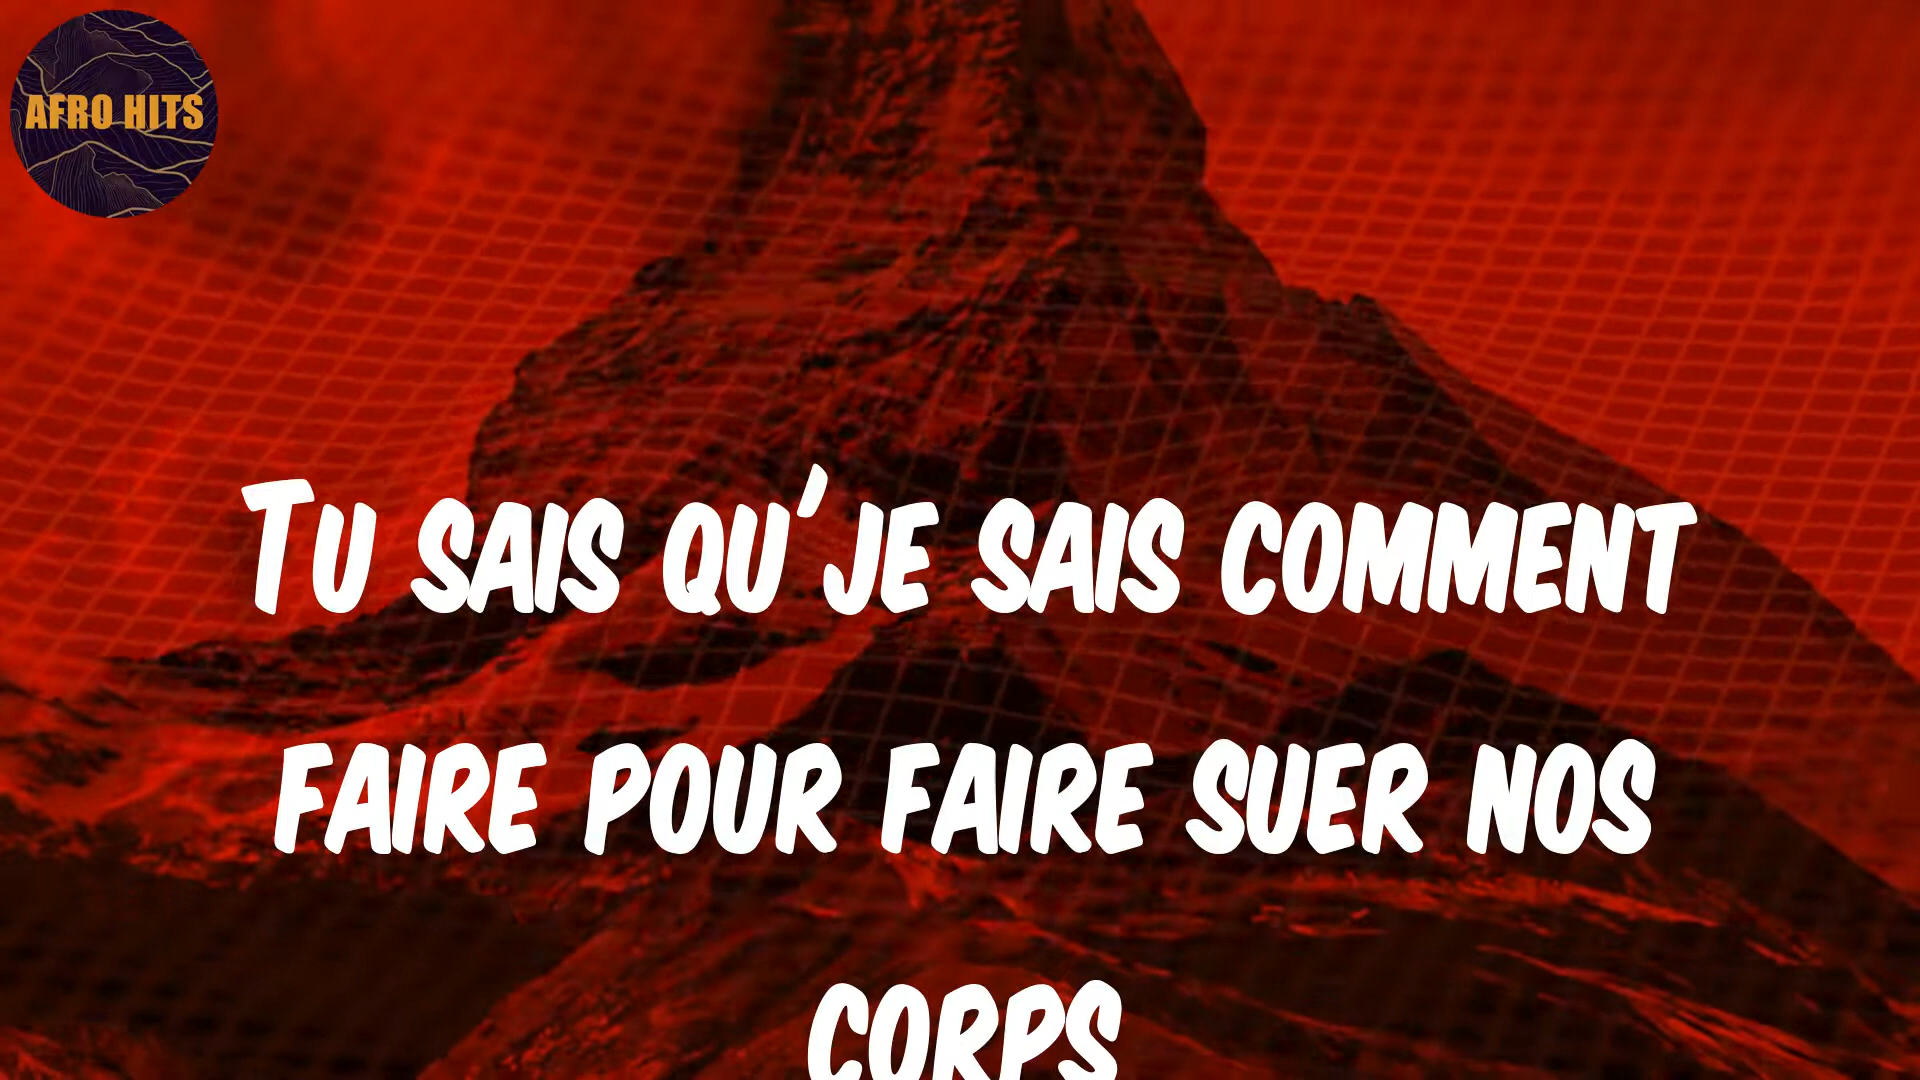 AFRO HITS
Tu sais qu'je sais comment
faire pour faire suer nos
corps